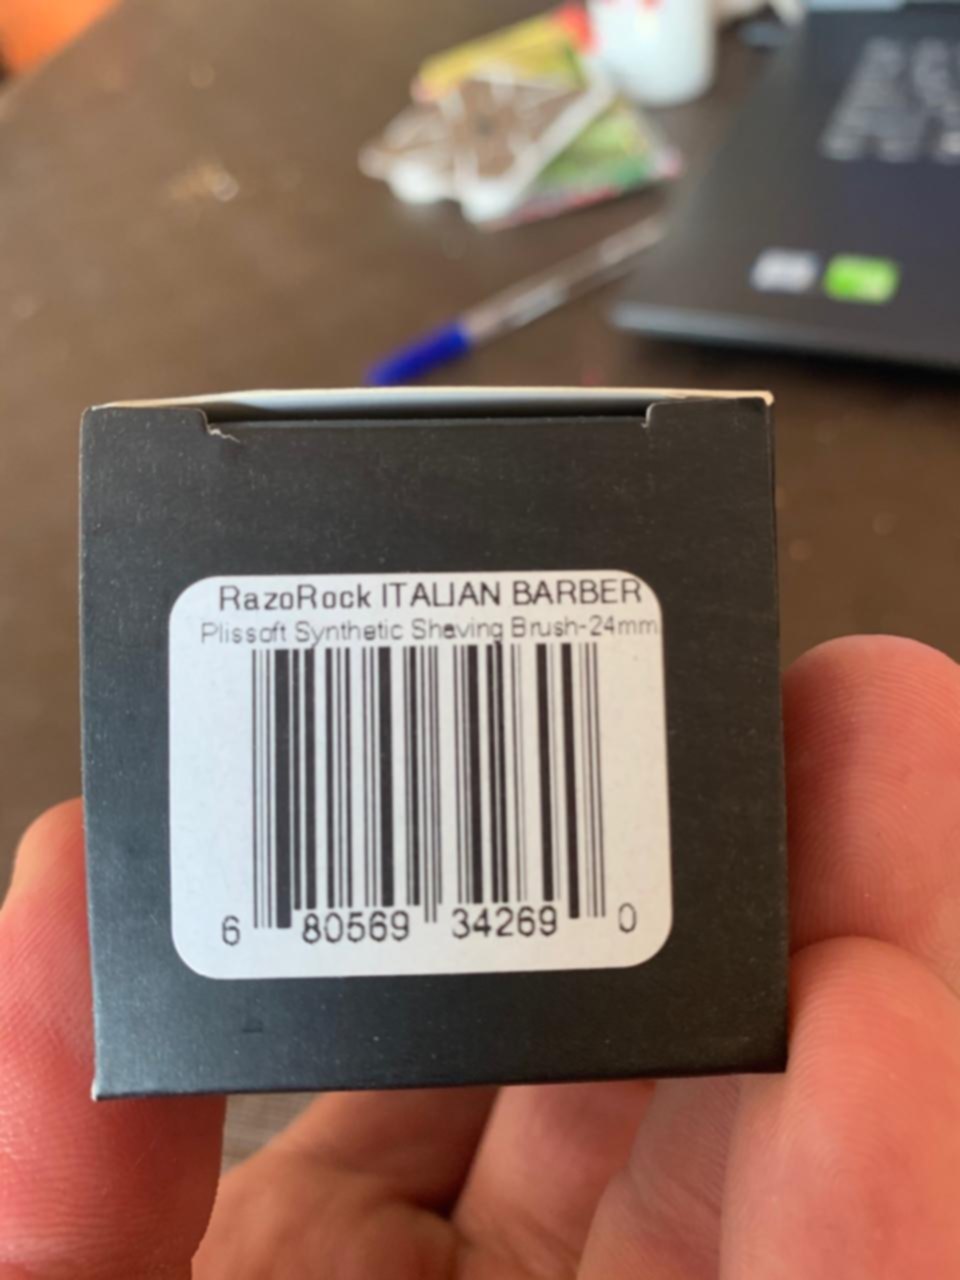 RazoRock ITALIAN BARBER
Plissoft Synthetic Shaving Brush-24mm
6 80569 34269 0